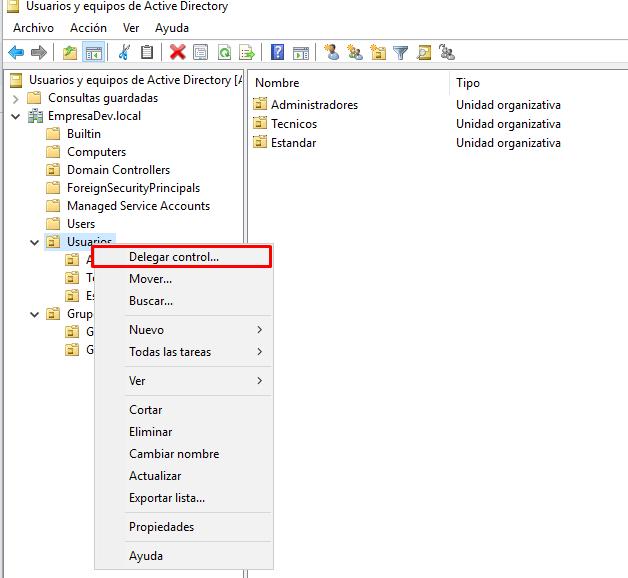 Usuarios y equipos de Active Directory
Archivo Acción Ver Ayuda
Usuarios y equipos de Active Directory [A
Consultas guardadas
EmpresaDev.local
Builtin
Computers
Domain Controllers
ForeignSecurityPrincipals
Managed Service Accounts
Users
Usuarios
A
Te
Es
Grup
G
G
Nombre Tipo
Administradores Unidad organizativa
Tecnicos Unidad organizativa
Estandar Unidad organizativa
Delegar control...
Mover...
Buscar...
Nuevo
Todas las tareas
Ver
Cortar
Eliminar
Cambiar nombre
Actualizar
Exportar lista...
Propiedades
Ayuda